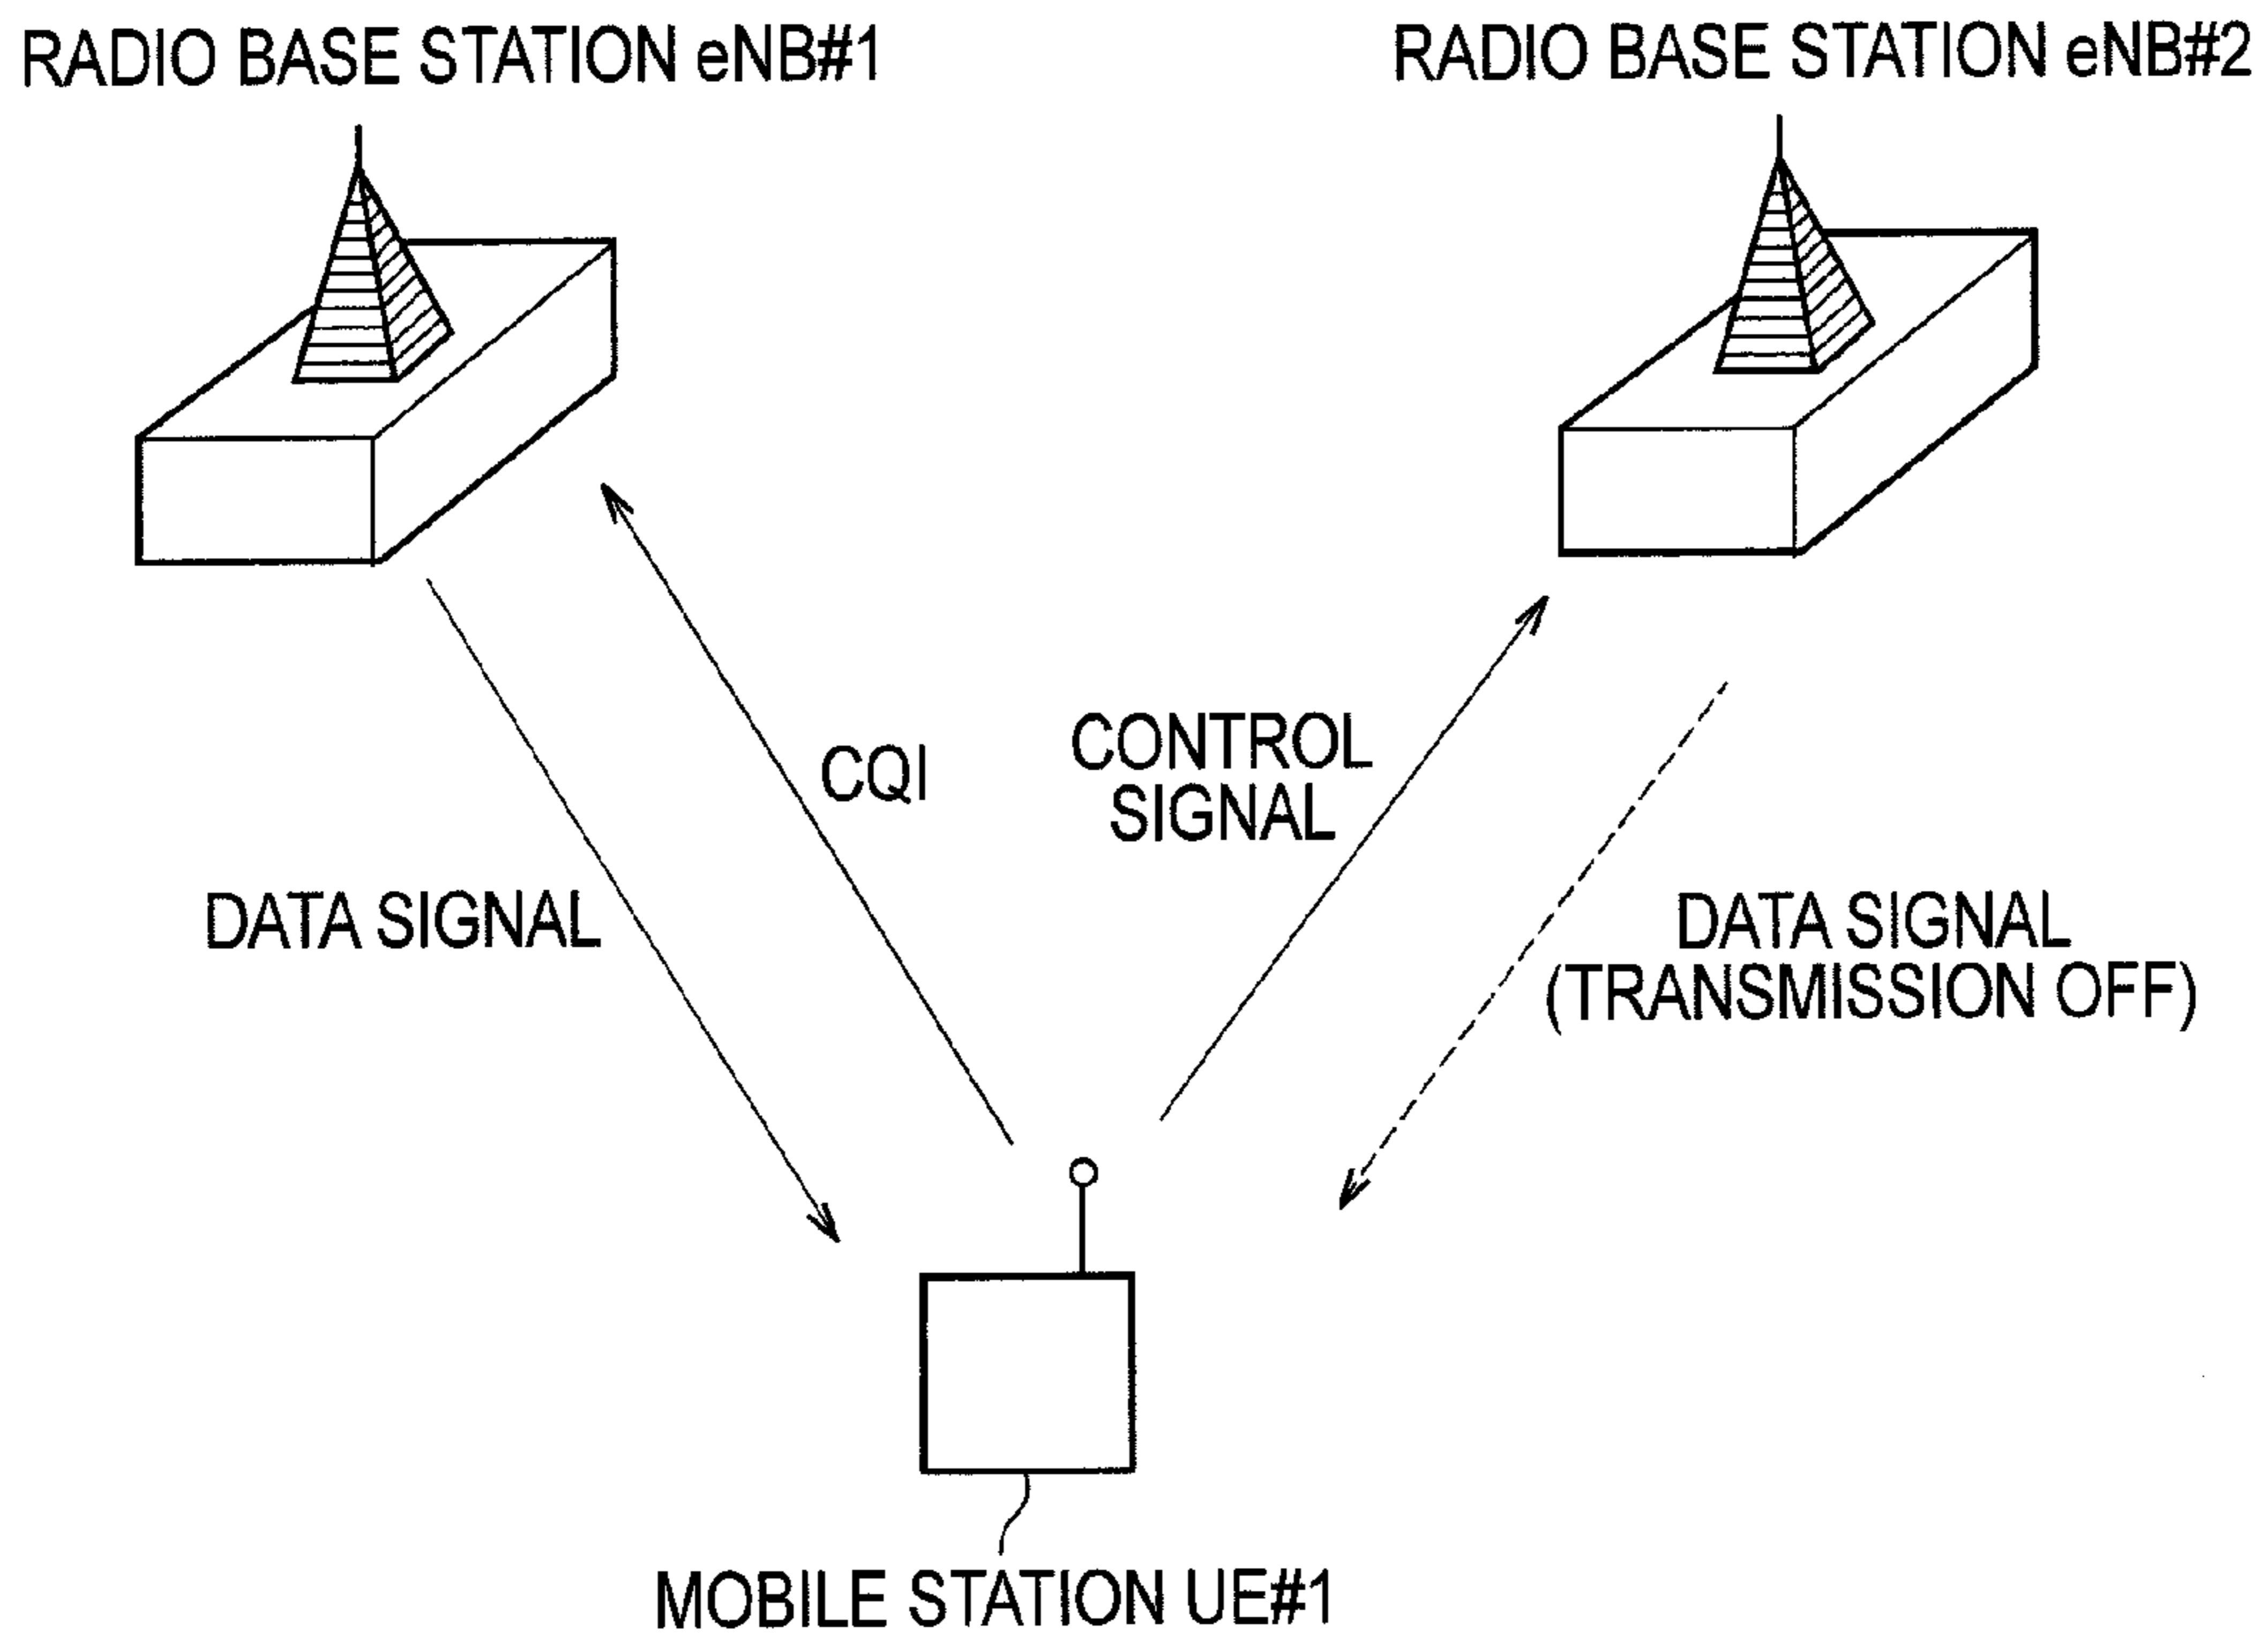 RADIO BASE STATION eNB#1
RADIO BASE STATION eNB#2
CQI
CONTROL
SIGNAL
DATA SIGNAL
DATA SIGNAL
(TRANSMISSION OFF)
MOBILE STATION UE#1